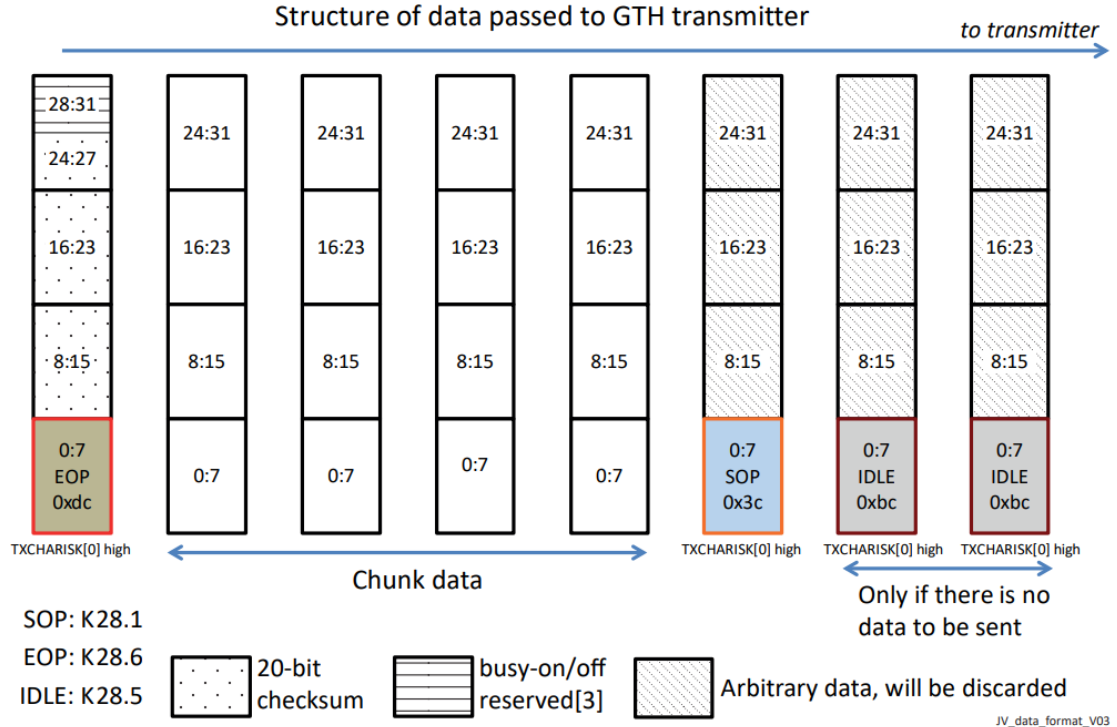 Structure of data passed to GTH transmitter
to transmitter
28:31
24:27
24:31
24:31
24:31
24:31
24:31
24:31
24:31
16:23
16:23
16:23
16:23
16:23
16:23
16:23
16:23
8:15
8:15
8:15
8:15
8:15
8:15
8:15
8:15
0:7
EOP
0xdc
0:7
0:7
0:7
0:7
0:7
SOP
0x3c
0:7
IDLE
0xbc
0:7
IDLE
0xbc
TXCHARISK[0] high
TXCHARISK[0] high
TXCHARISK[0] high
TXCHARISK[0] high
Chunk data
Only if there is no
data to be sent
SOP: K28.1
EOP: K28.6
IDLE: K28.5
20-bit
checksum
busy-on/off
reserved[3]
Arbitrary data, will be discarded
JV_data_format_V03